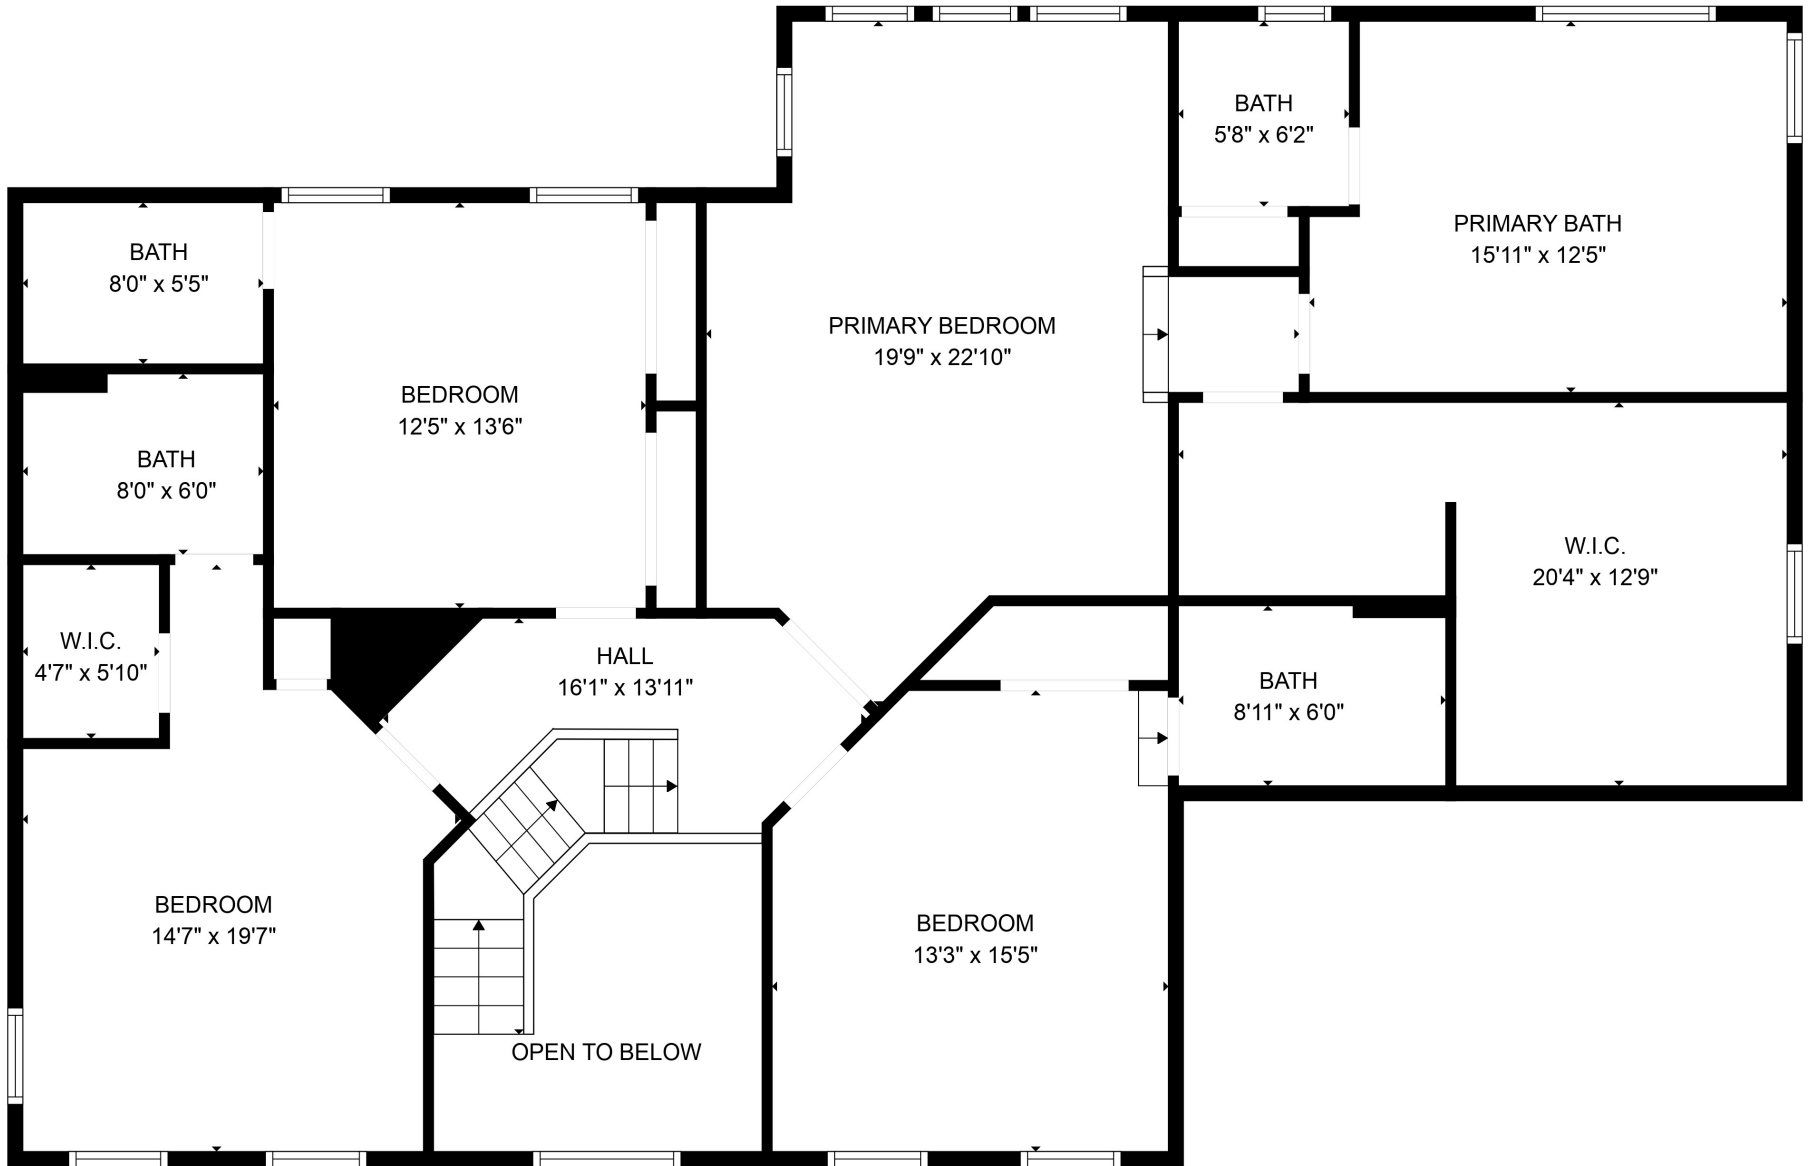 BATH
5'8" x 6'2"
PRIMARY BATH
15'11" x 12'5"
BATH
8'0" x 5'5"
PRIMARY BEDROOM
19'9" x 22'10"
BEDROOM
12'5" x 13'6"
BATH
8'0" x 6'0"
W.I.C.
20'4" x 12'9"
W.I.C.
4'7" x 5'10"
HALL
16'1" x 13'11"
BATH
8'11" x 6'0"
BEDROOM
14'7" x 19'7"
BEDROOM
13'3" x 15'5"
OPEN TO BELOW